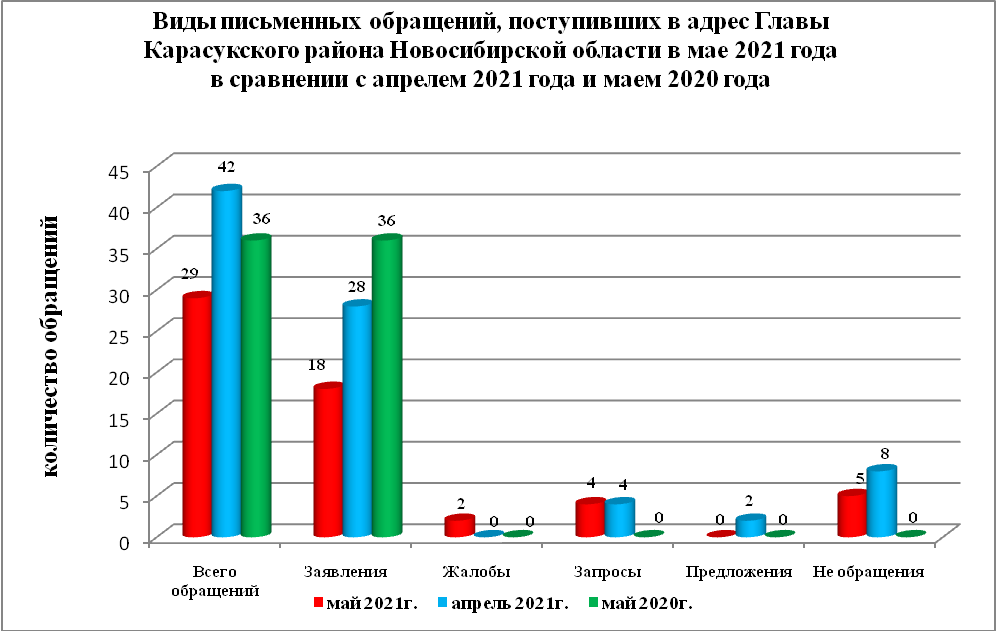 Виды письменных обращений, поступивших в адрес Главы
Карасукского района Новосибирской области в мае 2021 года
в сравнении с апрелем 2021 года и маем 2020 года
количество обращений
45
40
35
30
25
20
15
10
5
0
29
42
36
18
28
36
2
0
0
4
4
0
0
2
0
5
8
0
Всего
обращений
Заявления
Жалобы
Запросы
Предложения
Не обращения
май 2021г.
апрель 2021г.
май 2020г.